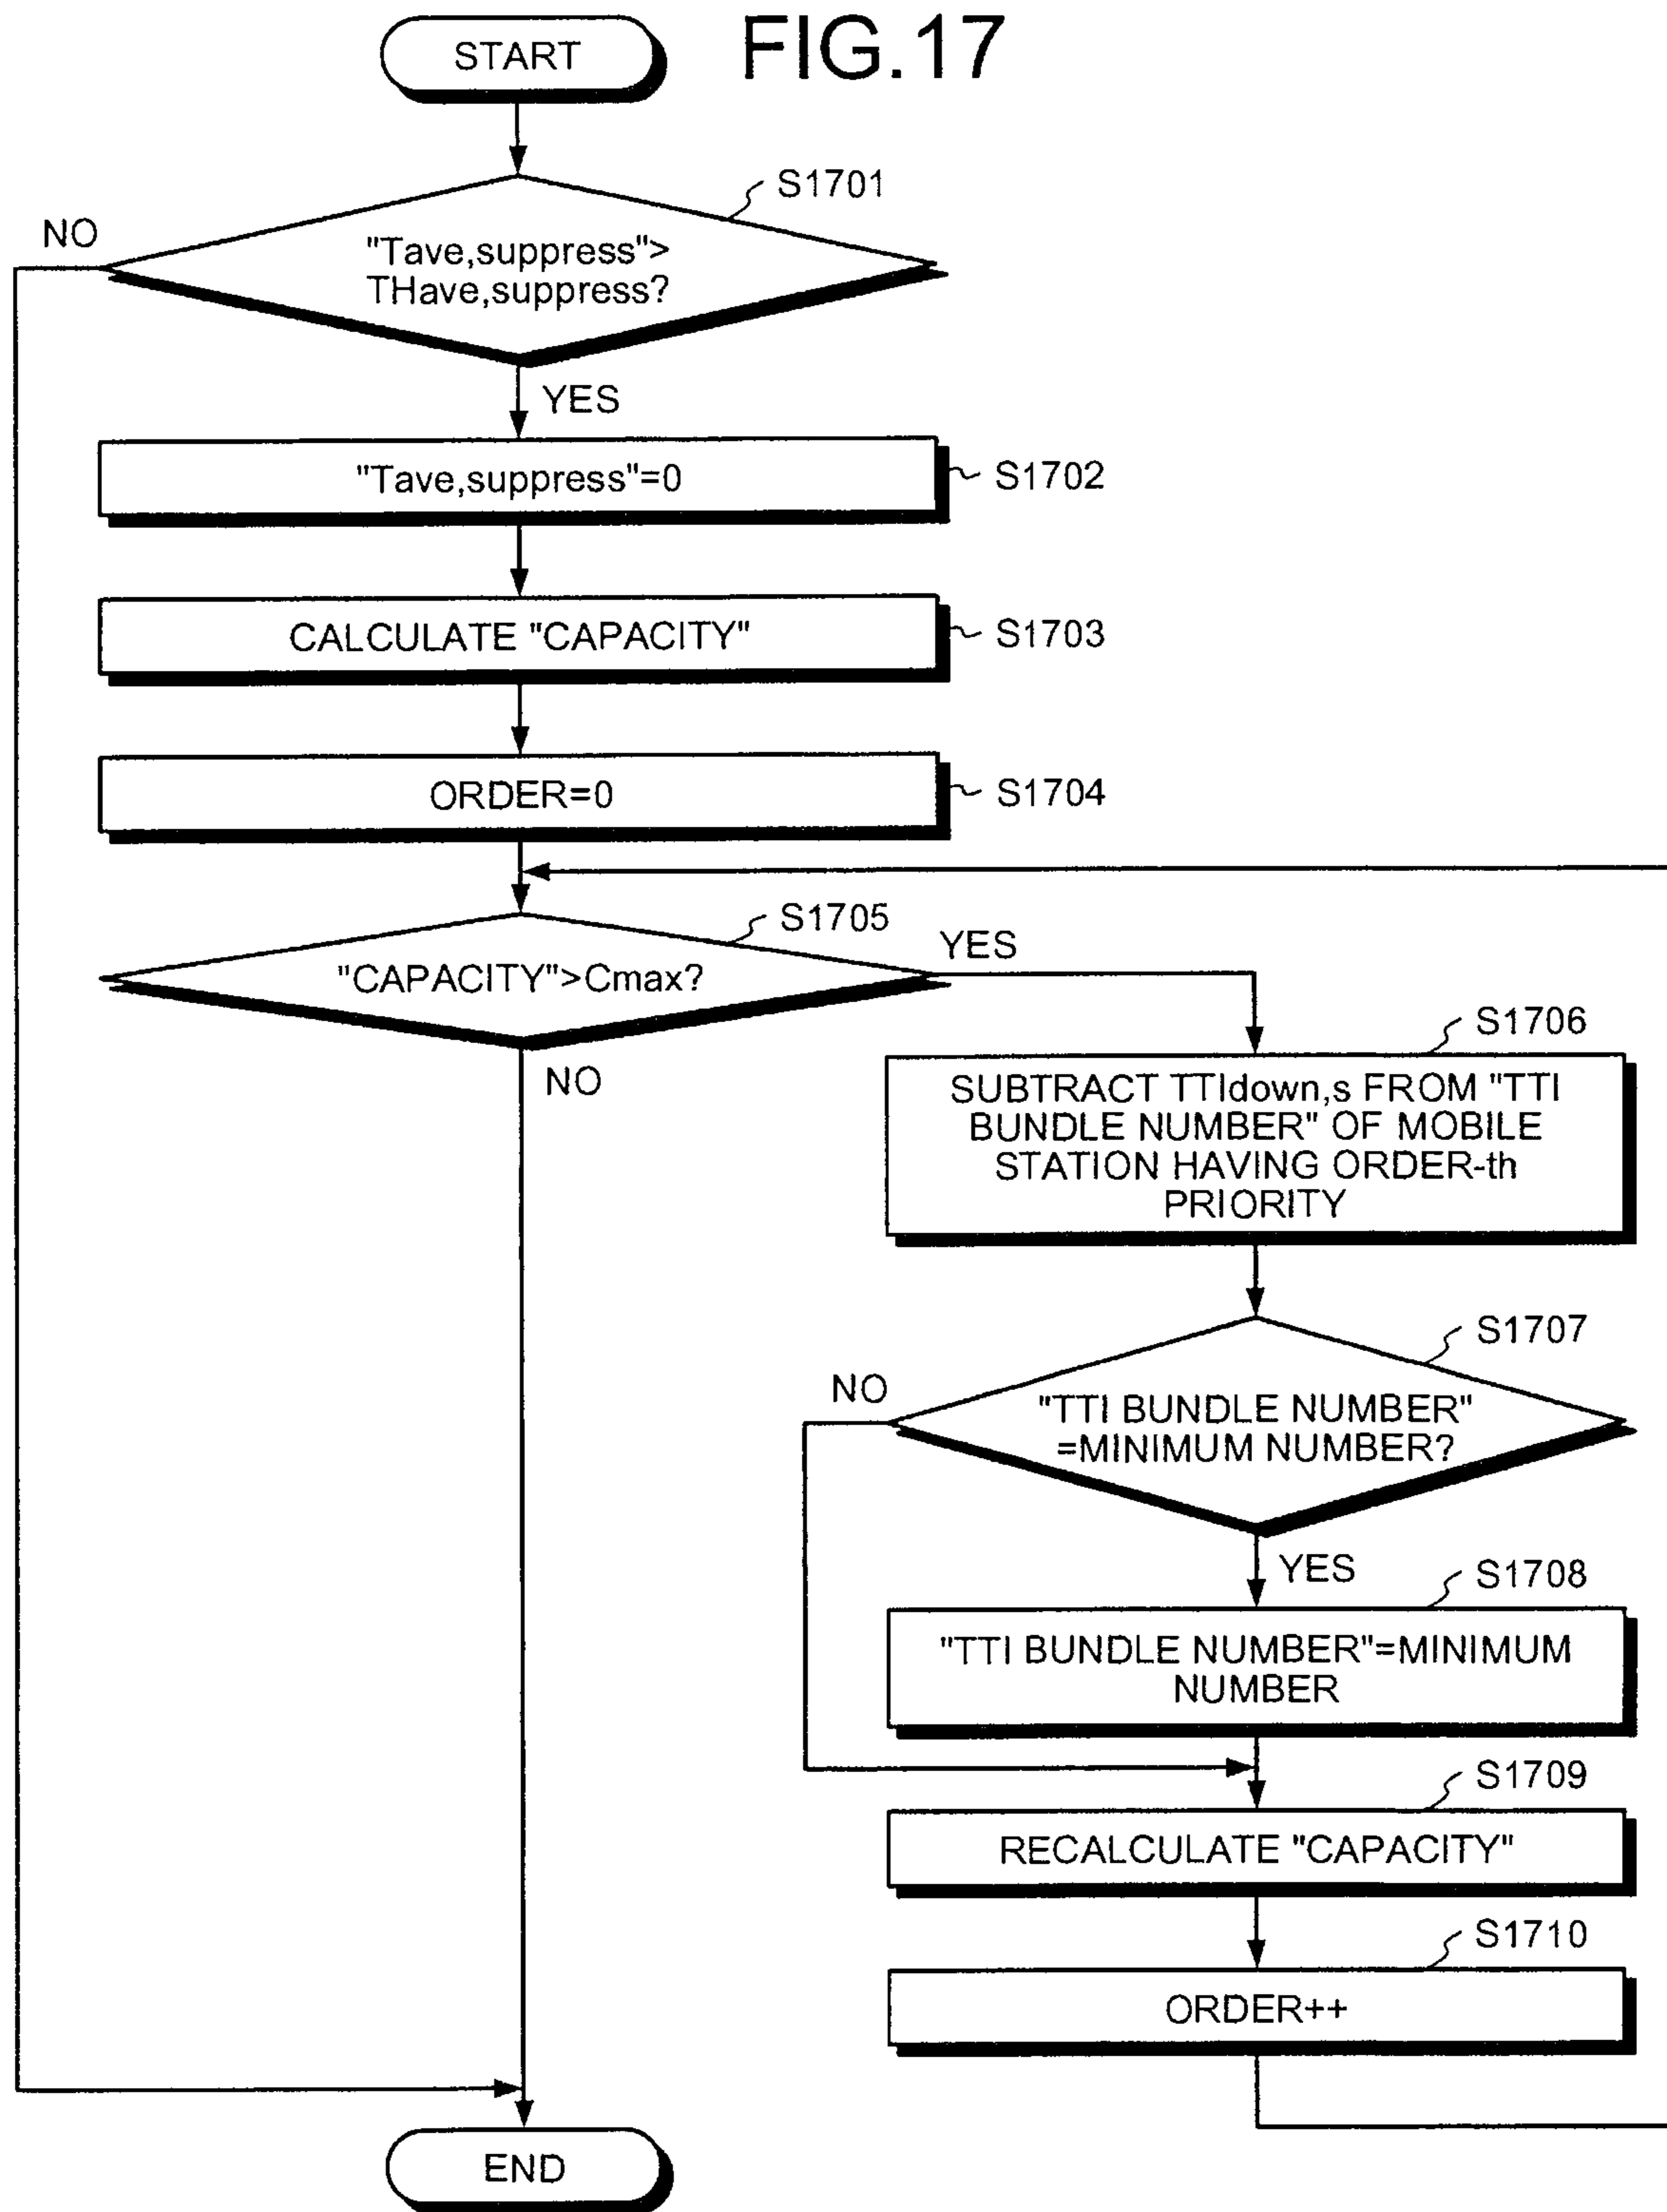 FIG.17
START
S1701
NO
"Tave,suppress">
THave,suppress?
YES
"Tave,suppress"=0
S1702
CALCULATE "CAPACITY"
S1703
ORDER=0
S1704
S1705
YES
"CAPACITY">Cmax?
NO
S1706
SUBTRACT TTIdown,s FROM "TTI
BUNDLE NUMBER" OF MOBILE
STATION HAVING ORDER-th
PRIORITY
S1707
NO
"TTI BUNDLE NUMBER"
=MINIMUM NUMBER?
YES
S1708
"TTI BUNDLE NUMBER"=MINIMUM
NUMBER
S1709
RECALCULATE "CAPACITY"
S1710
ORDER++
END